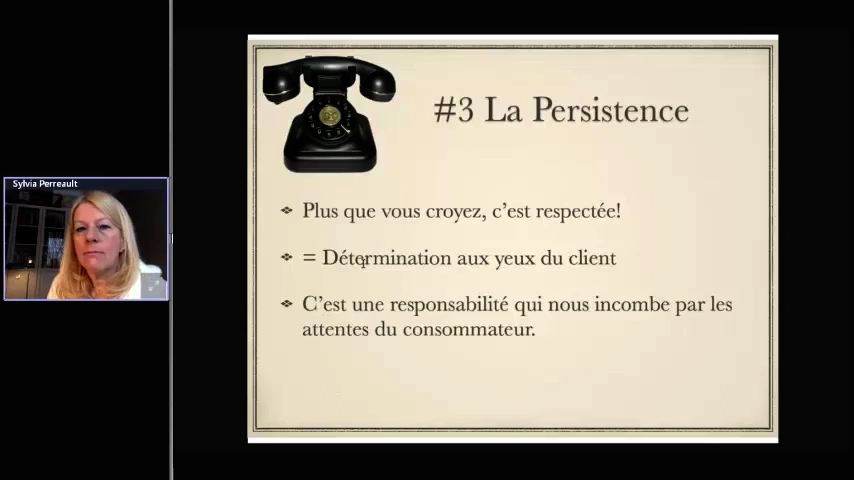 Sylvia Perreault
#3 La Persistence
Plus que vous croyez, c'est respectée!
= Détermination aux yeux du client
C'est une responsabilité qui nous incombe par les
attentes du consommateur.